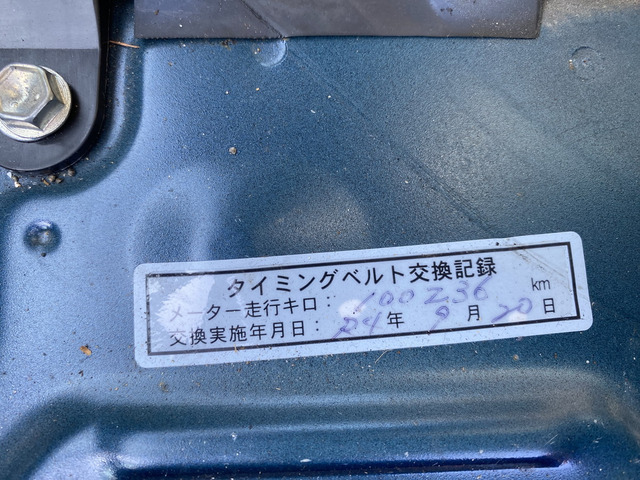 タイミングベルト交換記録
メーター走行キロ: 100236 km
交換実施年月日: R4年 9月 20日